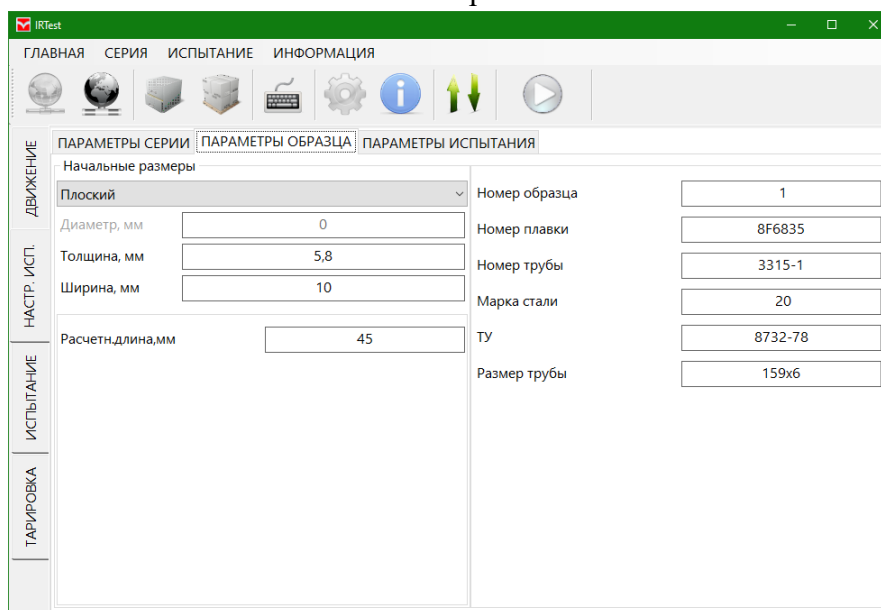 IRTest
ГЛАВНАЯ СЕРИЯ ИСПЫТАНИЕ ИНФОРМАЦИЯ
ПАРАМЕТРЫ СЕРИИ ПАРАМЕТРЫ ОБРАЗЦА ПАРАМЕТРЫ ИСПЫТАНИЯ
ДВИЖЕНИЕ
НАСТР. ИСП.
ИСПЫТАНИЕ
ТАРИРОВКА
Начальные размеры
Плоский
Диаметр, мм 0
Толщина, мм 5,8
Ширина, мм 10
Расчетн.длина,мм 45
Номер образца 1
Номер плавки 8F6835
Номер трубы 3315-1
Марка стали 20
ТУ 8732-78
Размер трубы 159х6